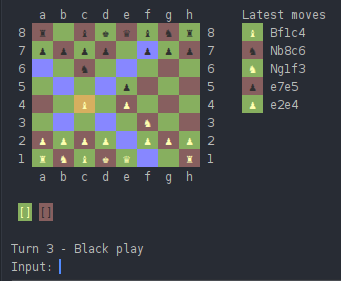 a b c d e f g h Latest moves
8 8 Bf1c4
7 7 Nb8c6
6 6 Ng1f3
5 5 e7e5
4 4 e2e4
3 3
2 2
1 1
a b c d e f g h
[] []
Turn 3 - Black play
Input: